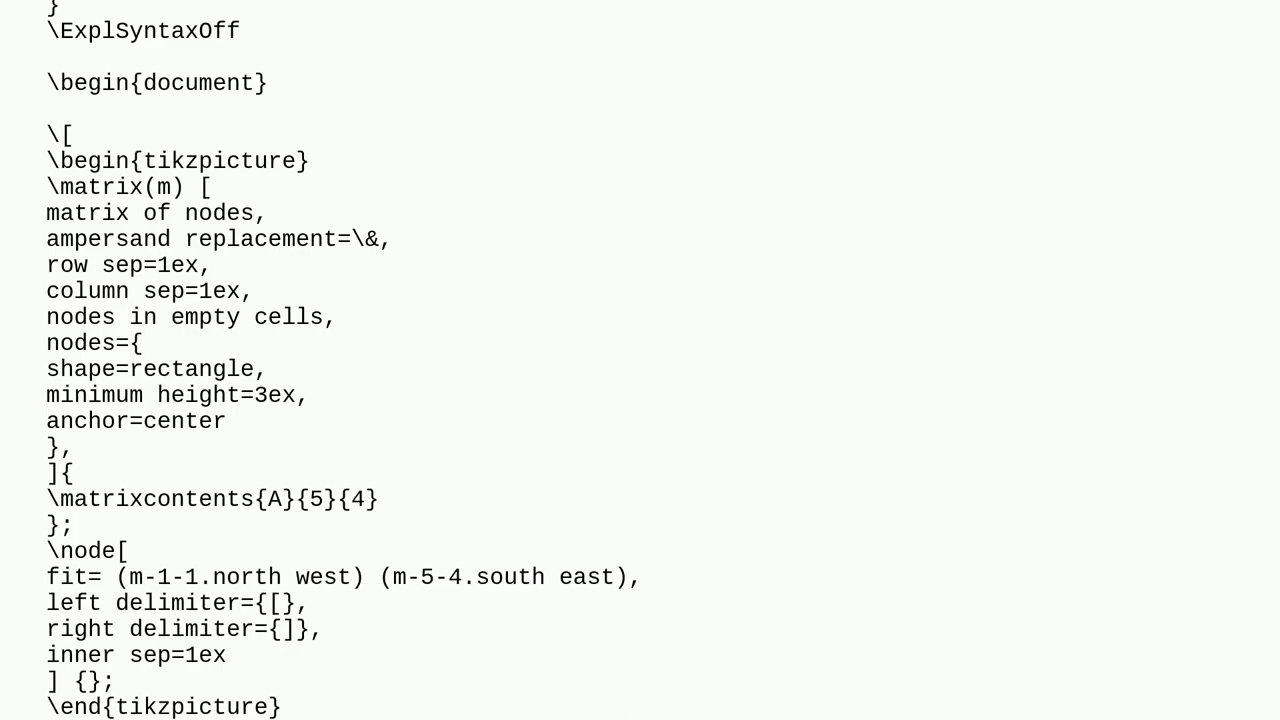 }
\ExplSyntaxOff
\begin{document}
\[
\begin{tikzpicture}
\matrix(m) [
matrix of nodes,
ampersand replacement=\&,
row sep=1ex,
column sep=1ex,
nodes in empty cells,
nodes={
shape=rectangle,
minimum height=3ex,
anchor=center
},
]{
\matrixcontents{A}{5}{4}
};
\node[
fit= (m-1-1.north west) (m-5-4.south east),
left delimiter={[},
right delimiter={]},
inner sep=1ex
] {};
\end{tikzpicture}